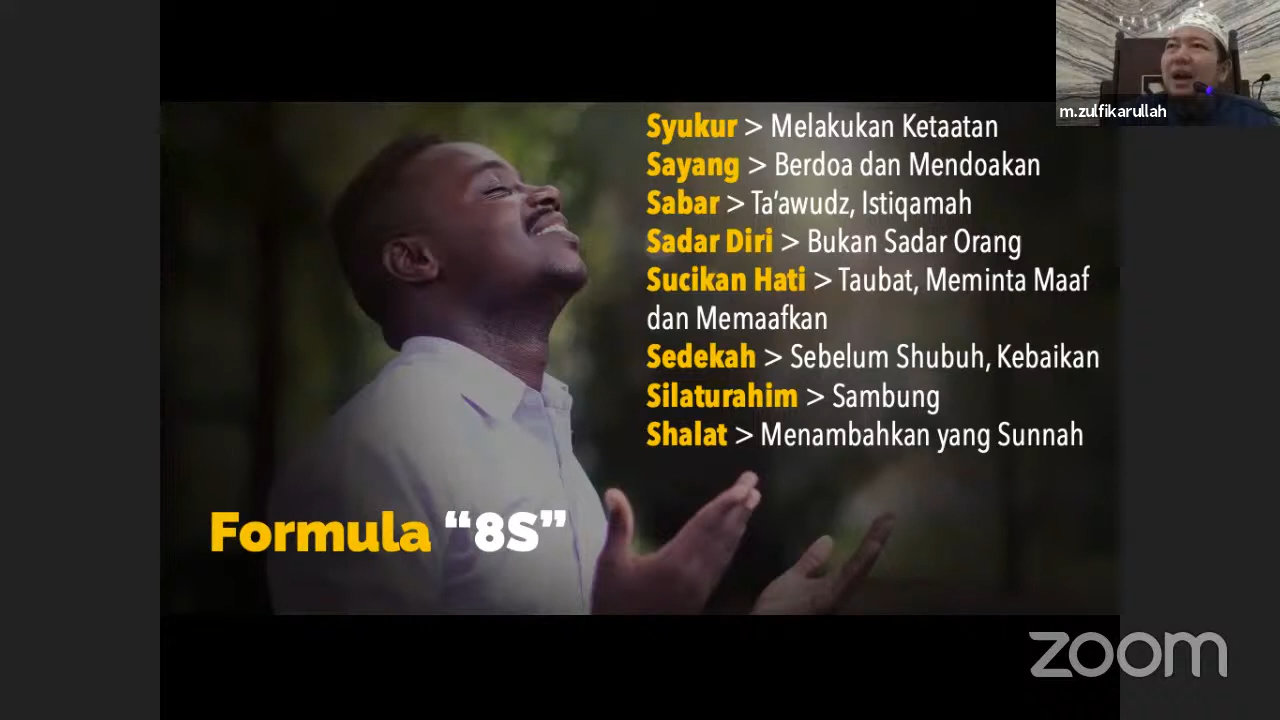 m.zulfikarullah
Syukur > Melakukan Ketaatan
Sayang > Berdoa dan Mendoakan
Sabar > Ta’awudz, Istiqamah
Sadar Diri > Bukan Sadar Orang
Sucikan Hati > Taubat, Meminta Maaf
dan Memaafkan
Sedekah > Sebelum Shubuh, Kebaikan
Silaturahim > Sambung
Shalat > Menambahkan yang Sunnah
Formula “8S”
zoom